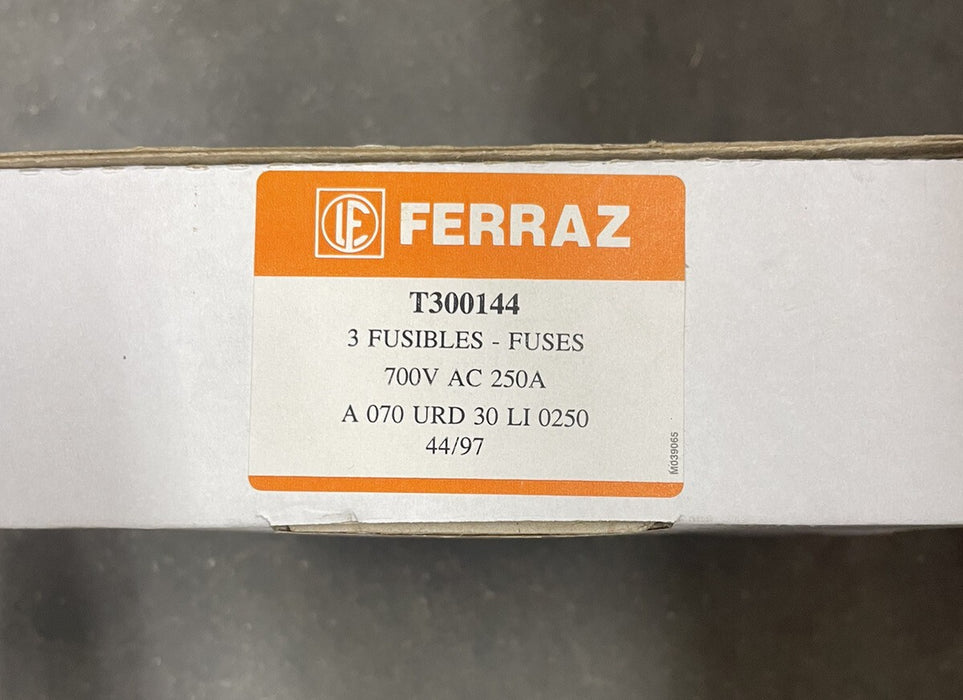 FERRAZ
T300144
3 FUSIBLES - FUSES
700V AC 250A
A 070 URD 30 LI 0250
44/97
M039065